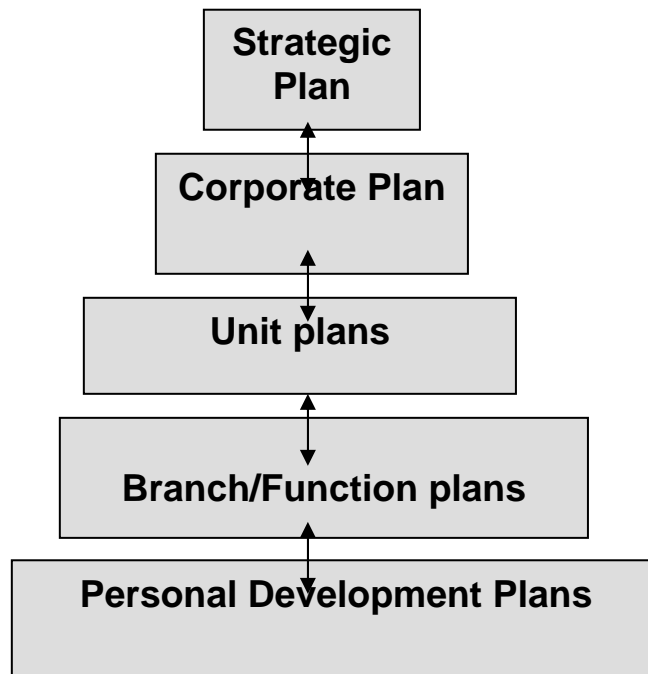 Strategic
Plan
Corporate Plan
Unit plans
Branch/Function plans
Personal Development Plans